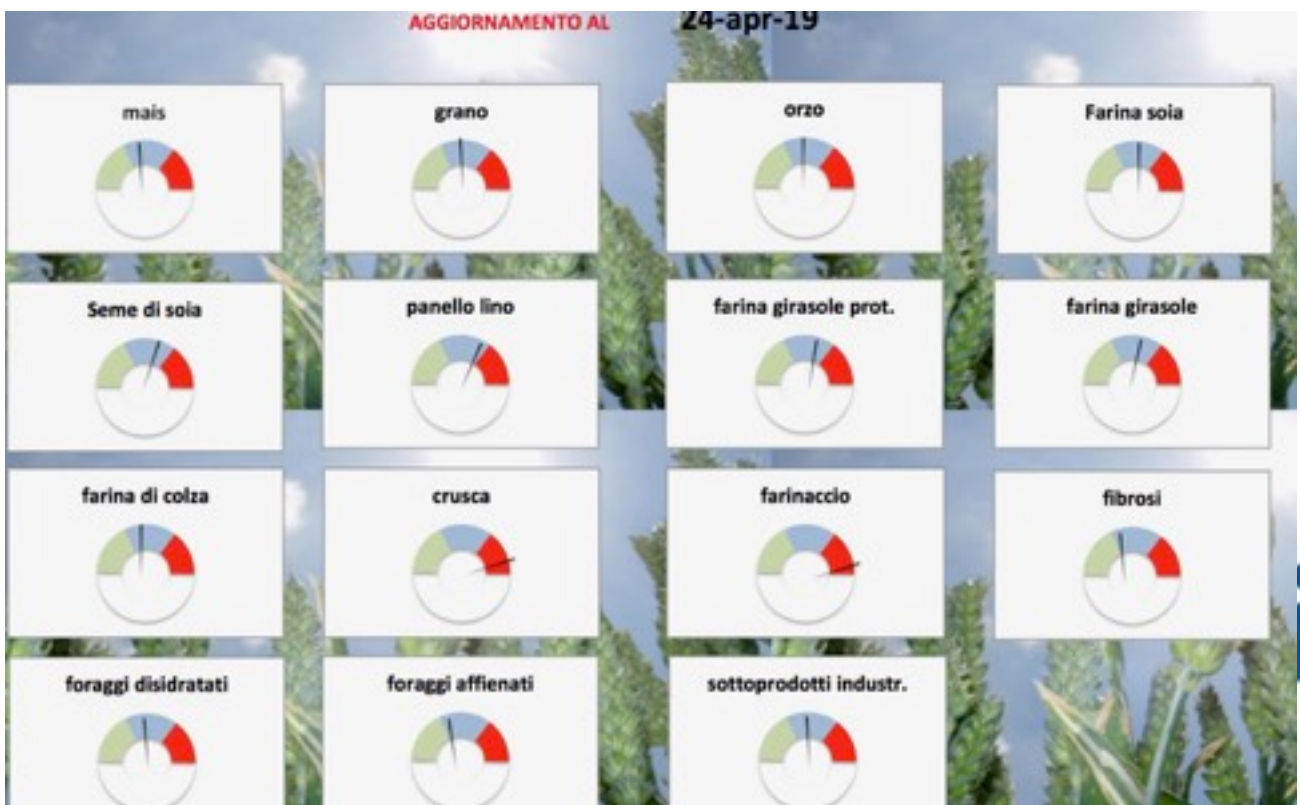 AGGIORNAMENTO AL 24-apr-19
mais grano orzo Farina soia
Seme di soia panello lino farina girasole prot. farina girasole
farina di colza crusca farinaccio fibrosi
foraggi disidratati foraggi affienati sottoprodotti industr.